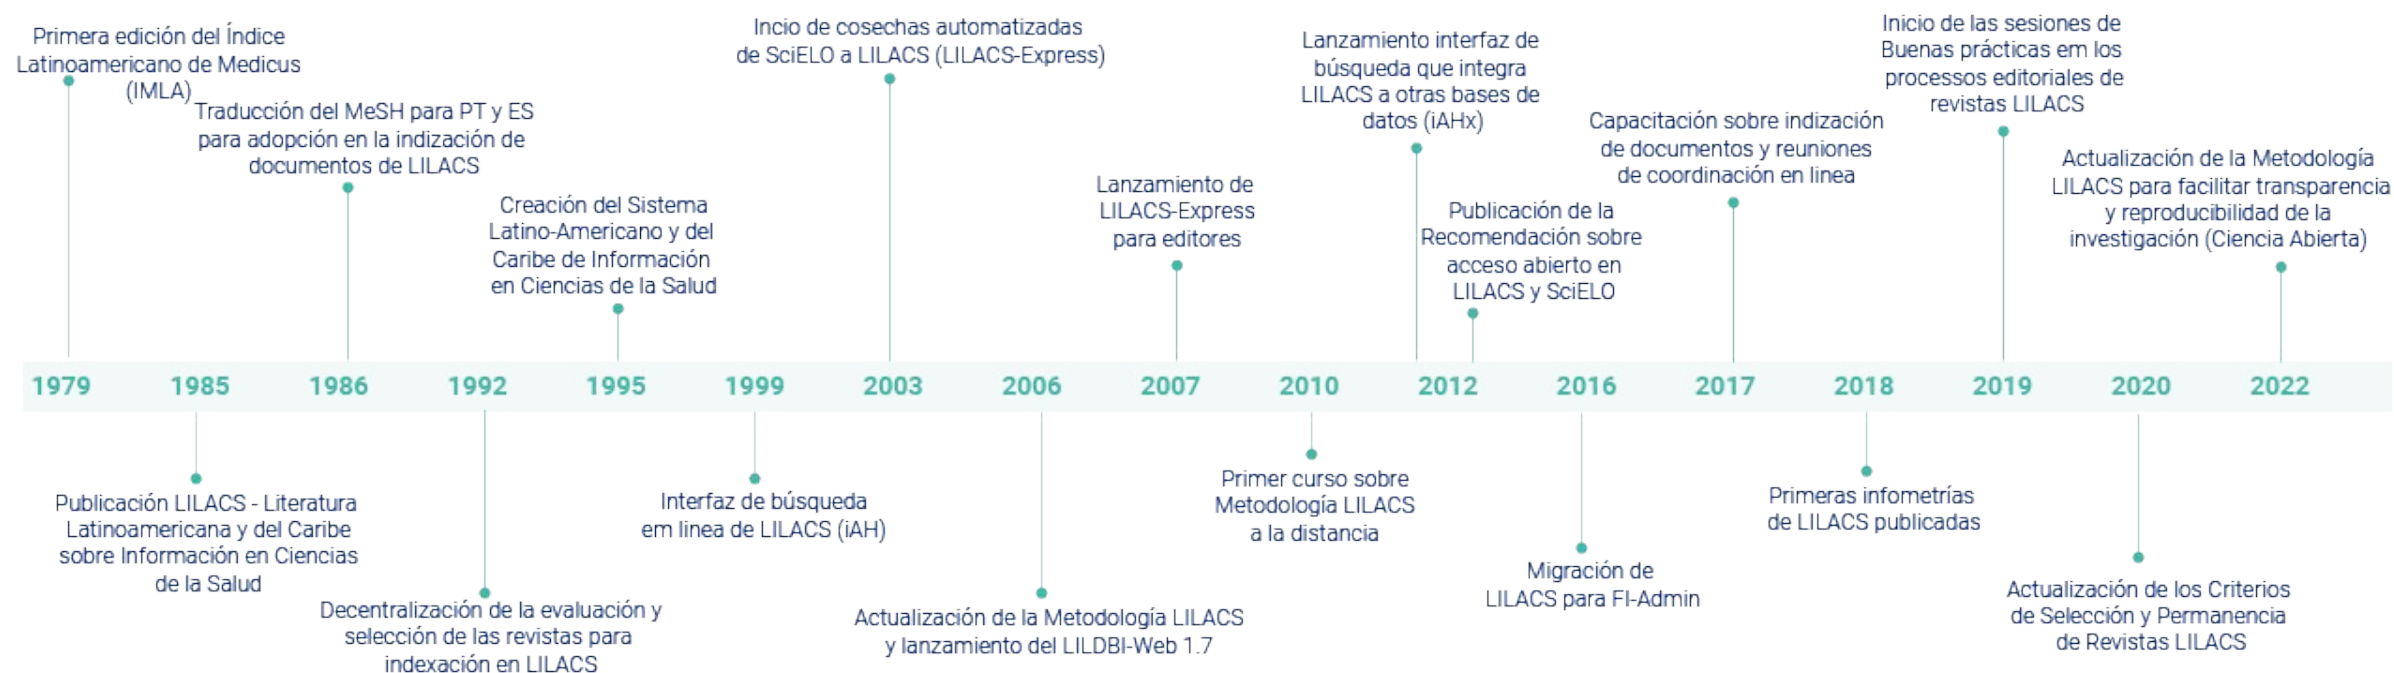 Primera edición del Índice
Latinoamericano de Medicus
(IMLA)
Traducción del MeSH para PT y ES
para adopción en la indización de
documentos de LILACS
Creación del Sistema
Latino-Americano y del
Caribe de Información
en Ciencias de la Salud
Incio de cosechas automatizadas
de SciELO a LILACS (LILACS-Express)
Lanzamiento de
LILACS-Express
para editores
Lanzamiento interfaz de
búsqueda que integra
LILACS a otras bases de
datos (iAHx)
Publicación de la
Recomendación sobre
acceso abierto en
LILACS y SciELO
Capacitación sobre indización
de documentos y reuniones
de coordinación en linea
Inicio de las sesiones de
Buenas prácticas em los
processos editoriales de
revistas LILACS
Actualización de la Metodología
LILACS para facilitar transparencia
y reproducibilidad de la
investigación (Ciencia Abierta)
1979 1985 1986 1992 1995 1999 2003 2006 2007 2010 2012 2016 2017 2018 2019 2020 2022
Publicación LILACS - Literatura
Latinoamericana y del Caribe
sobre Información en Ciencias
de la Salud
Decentralización de la evaluación y
selección de las revistas para
indexación en LILACS
Interfaz de búsqueda
em linea de LILACS (iAH)
Actualización de la Metodología LILACS
y lanzamiento del LILDBI-Web 1.7
Primer curso sobre
Metodología LILACS
a la distancia
Migración de
LILACS para FI-Admin
Primeras infometrías
de LILACS publicadas
Actualización de los Criterios
de Selección y Permanencia
de Revistas LILACS